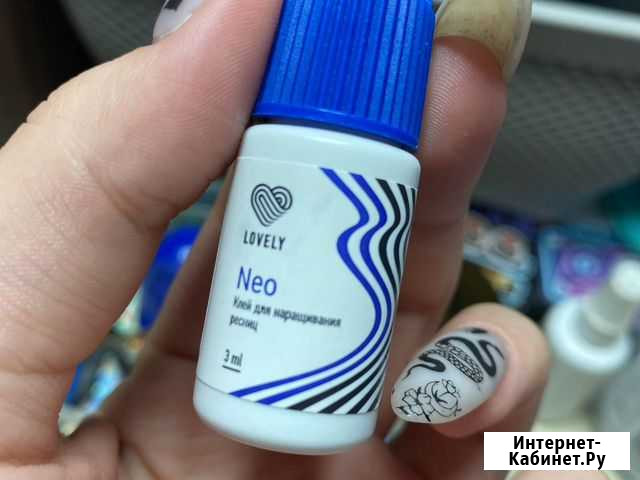 LOVELY
Neo
Клей для наращивания
ресниц
3 ml
Интернет-
Кабинет.Ру